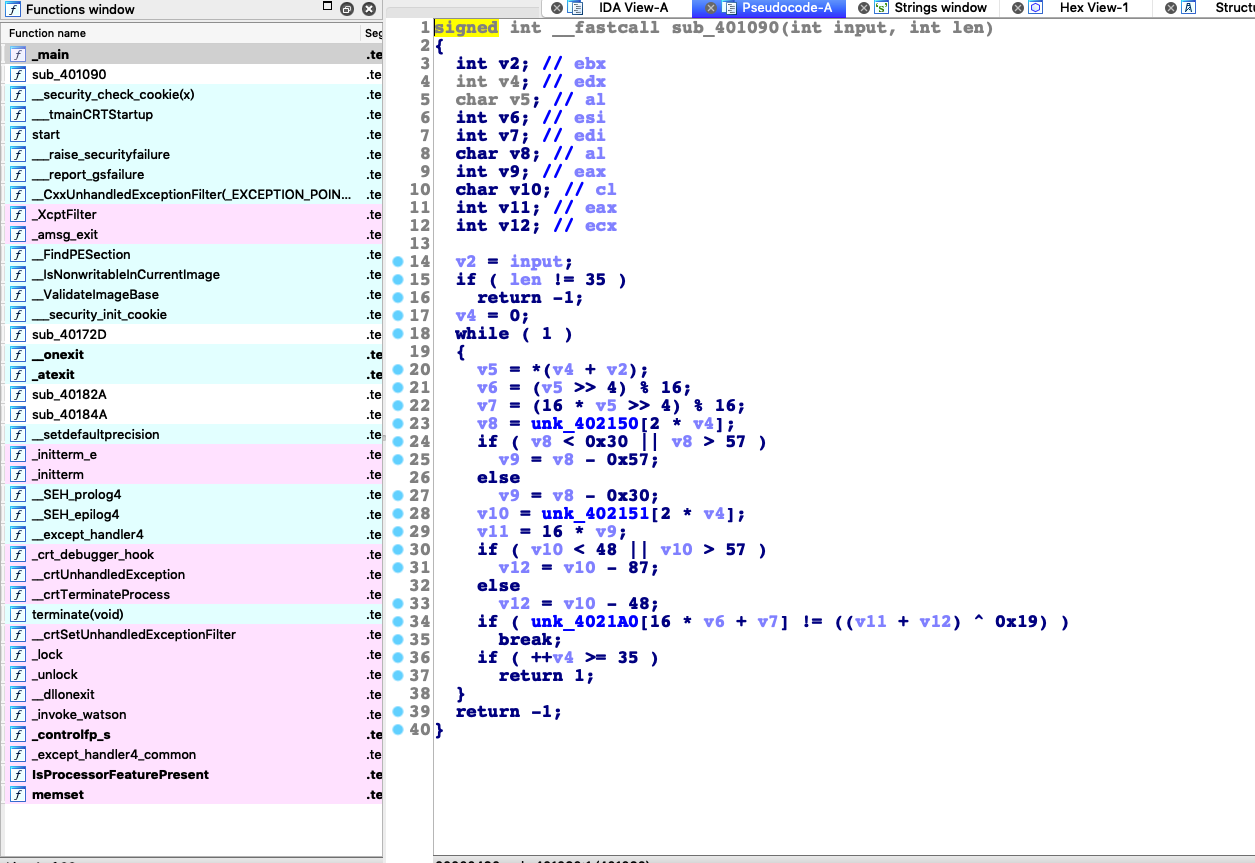 Functions window
Function name Seg
f _main .te
f sub_401090 .te
f __security_check_cookie(x) .te
f ___tmainCRTStartup .te
f start .te
f ___raise_securityfailure .te
f ___report_gsfailure .te
f __CxxUnhandledExceptionFilter(_EXCEPTION_POIN... .te
f _XcptFilter .te
f _amsg_exit .te
f __FindPESection .te
f __IsNonwritableInCurrentImage .te
f __ValidateImageBase .te
f ___security_init_cookie .te
f sub_40172D .te
f __onexit .te
f _atexit .te
f sub_40182A .te
f sub_40184A .te
f __setdefaultprecision .te
f _initterm_e .te
f _initterm .te
f __SEH_prolog4 .te
f __SEH_epilog4 .te
f __except_handler4 .te
f _crt_debugger_hook .te
f __crtUnhandledException .te
f __crtTerminateProcess .te
f terminate(void) .te
f __crtSetUnhandledExceptionFilter .te
f _lock .te
f _unlock .te
f __dllonexit .te
f _invoke_watson .te
f _controlfp_s .te
f _except_handler4_common .te
f IsProcessorFeaturePresent .te
f memset .te
IDA View-A Pseudocode-A Strings window Hex View-1 Structu
1 signed int __fastcall sub_401090(int input, int len)
2 {
3 int v2; // ebx
4 int v4; // edx
5 char v5; // al
6 int v6; // esi
7 int v7; // edi
8 char v8; // al
9 int v9; // eax
10 char v10; // cl
11 int v11; // eax
12 int v12; // ecx
13
14 v2 = input;
15 if ( len != 35 )
16 return -1;
17 v4 = 0;
18 while ( 1 )
19 {
20 v5 = *(v4 + v2);
21 v6 = (v5 >> 4) % 16;
22 v7 = (16 * v5 >> 4) % 16;
23 v8 = unk_402150[2 * v4];
24 if ( v8 < 0x30 || v8 > 57 )
25 v9 = v8 - 0x57;
26 else
27 v9 = v8 - 0x30;
28 v10 = unk_402151[2 * v4];
29 v11 = 16 * v9;
30 if ( v10 < 48 || v10 > 57 )
31 v12 = v10 - 87;
32 else
33 v12 = v10 - 48;
34 if ( unk_4021A0[16 * v6 + v7] != ((v11 + v12) ^ 0x19) )
35 break;
36 if ( ++v4 >= 35 )
37 return 1;
38 }
39 return -1;
40 }